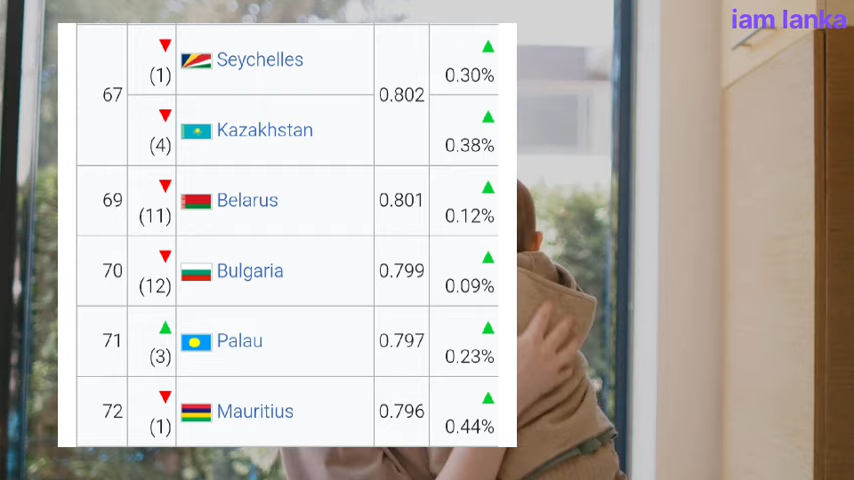 iam lanka
67 ▼ (1) Seychelles 0.802 ▲ 0.30%
▼ (4) Kazakhstan ▲ 0.38%
69 ▼ (11) Belarus 0.801 ▲ 0.12%
70 ▼ (12) Bulgaria 0.799 ▲ 0.09%
71 ▲ (3) Palau 0.797 ▲ 0.23%
72 ▼ (1) Mauritius 0.796 ▲ 0.44%